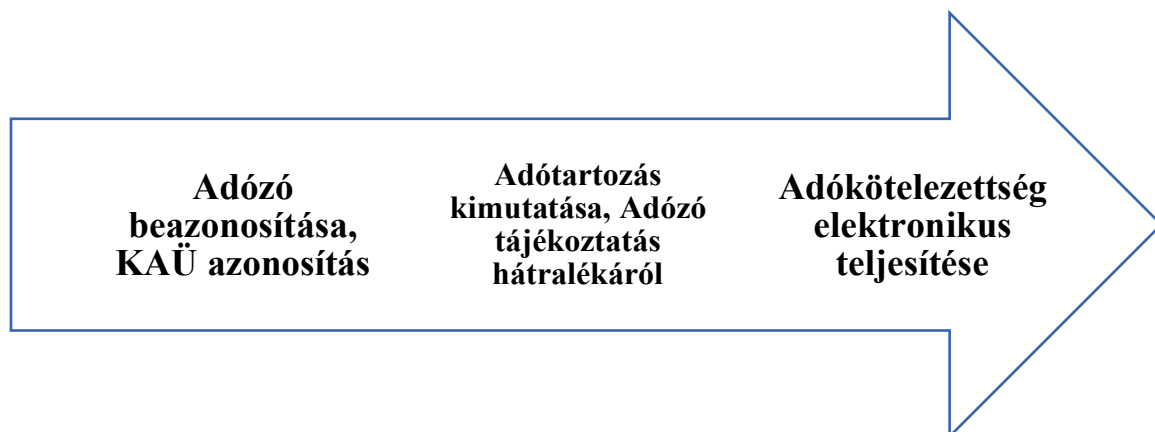 Adózó
beazonosítása,
KAÜ azonosítás
Adótartozás
kimutatása, Adózó
tájékoztatás
hátralékáról
Adókötelezettség
elektronikus
teljesítése